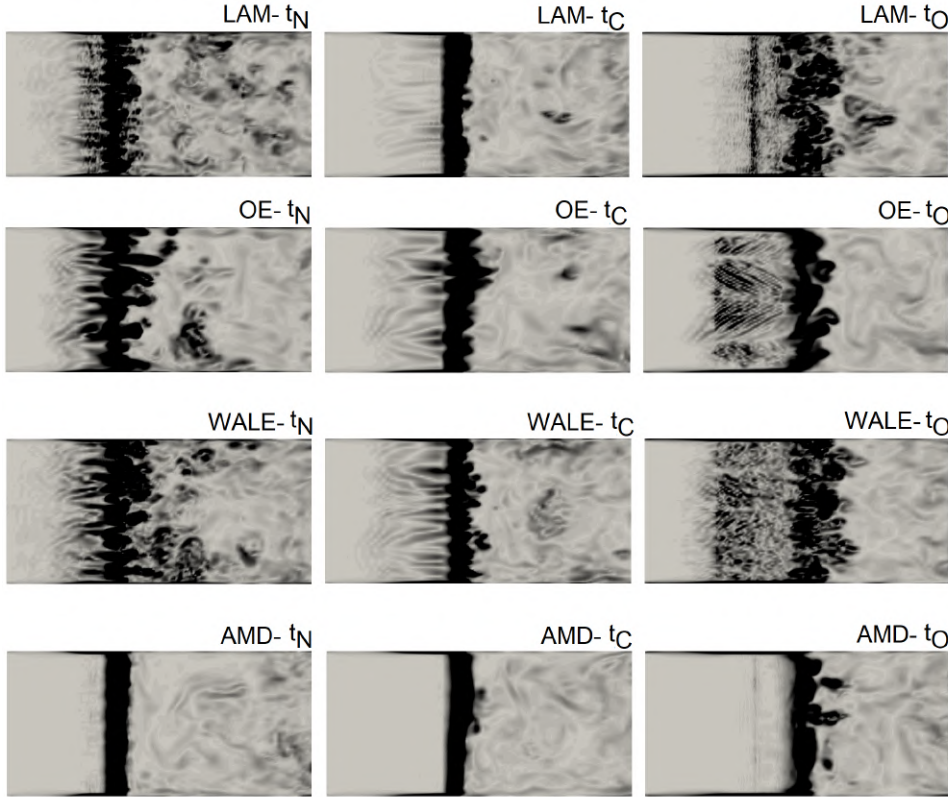 LAM- tN LAM- tC LAM- tO
OE- tN OE- tC OE- tO
WALE- tN WALE- tC WALE- tO
AMD- tN AMD- tC AMD- tO